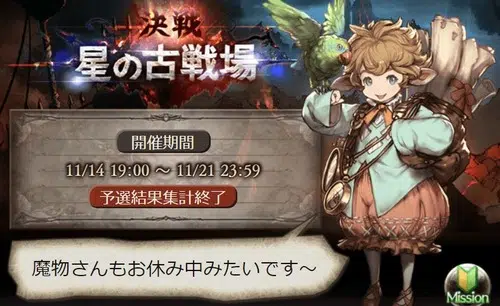 決戦
星の古戦場
開催期間
11/14 19:00 ～ 11/21 23:59
予選結果集計終了
魔物さんもお休み中みたいです～
Mission